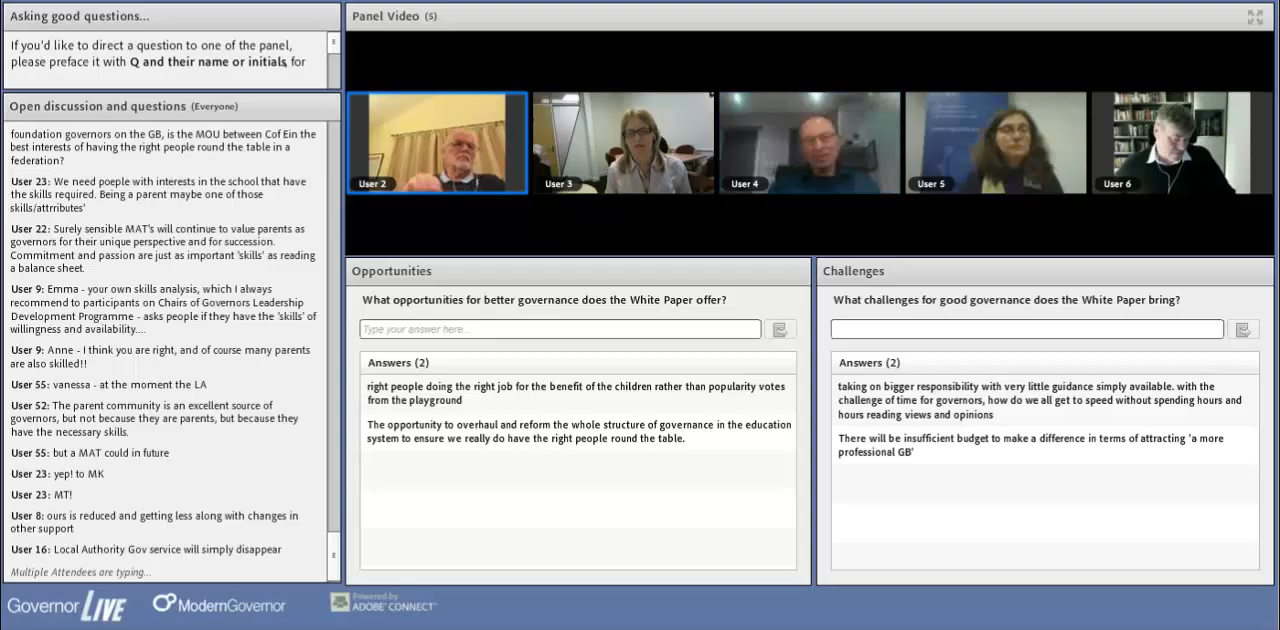 Asking good questions...
If you'd like to direct a question to one of the panel,
please preface it with Q and their name or initials, for
Open discussion and questions (Everyone)
foundation governors on the GB, is the MOU between Cof Ein the
best interests of having the right people round the table in a
federation?
User 23: We need poeple with interests in the school that have
the skills required. Being a parent maybe one of those
skills/attrributes'
User 22: Surely sensible MAT's will continue to value parents as
governors for their unique perspective and for succession.
Commitment and passion are just as important 'skills' as reading
a balance sheet.
User 9: Emma - your own skills analysis, which I always
recommend to participants on Chairs of Governors Leadership
Development Programme - asks people if they have the 'skills' of
willingness and availability....
User 9: Anne - I think you are right, and of course many parents
are also skilled!!
User 55: vanessa - at the moment the LA
User 52: The parent community is an excellent source of
governors, but not because they are parents, but because they
have the necessary skills.
User 55: but a MAT could in future
User 23: yep! to MK
User 23: MT!
User 8: ours is reduced and getting less along with changes in
other support
User 16: Local Authority Gov service will simply disappear
Multiple Attendees are typing...
Panel Video (5)
User 2
User 3
User 4
User 5
User 6
Opportunities
What opportunities for better governance does the White Paper offer?
Type your answer here...
Answers (2)
right people doing the right job for the benefit of the children rather than popularity votes
from the playground
The opportunity to overhaul and reform the whole structure of governance in the education
system to ensure we really do have the right people round the table.
Challenges
What challenges for good governance does the White Paper bring?
Answers (2)
taking on bigger responsibility with very little guidance simply available. with the
challenge of time for governors, how do we all get to speed without spending hours and
hours reading views and opinions
There will be insufficient budget to make a difference in terms of attracting 'a more
professional GB'
Governor LIVE
ModernGovernor
Powered by
ADOBE® CONNECT™